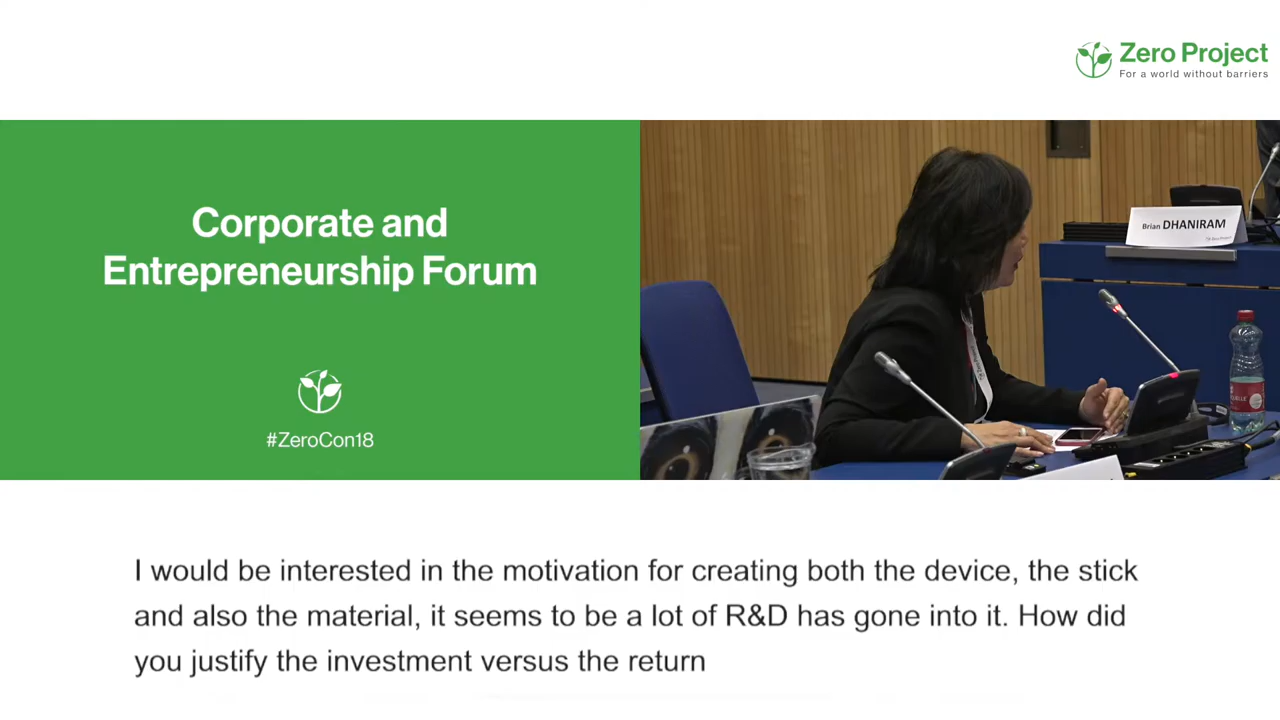 Zero Project
For a world without barriers
Corporate and
Entrepreneurship Forum
#ZeroCon18
Brian DHANIRAM
I would be interested in the motivation for creating both the device, the stick
and also the material, it seems to be a lot of R&D has gone into it. How did
you justify the investment versus the return